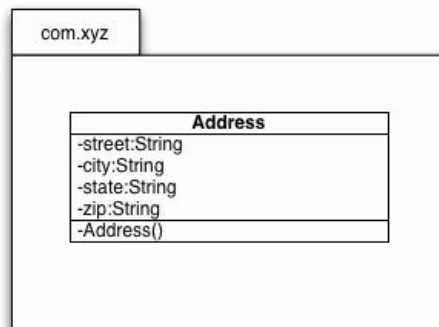 com.xyz
Address
-street:String
-city:String
-state:String
-zip:String
-Address()